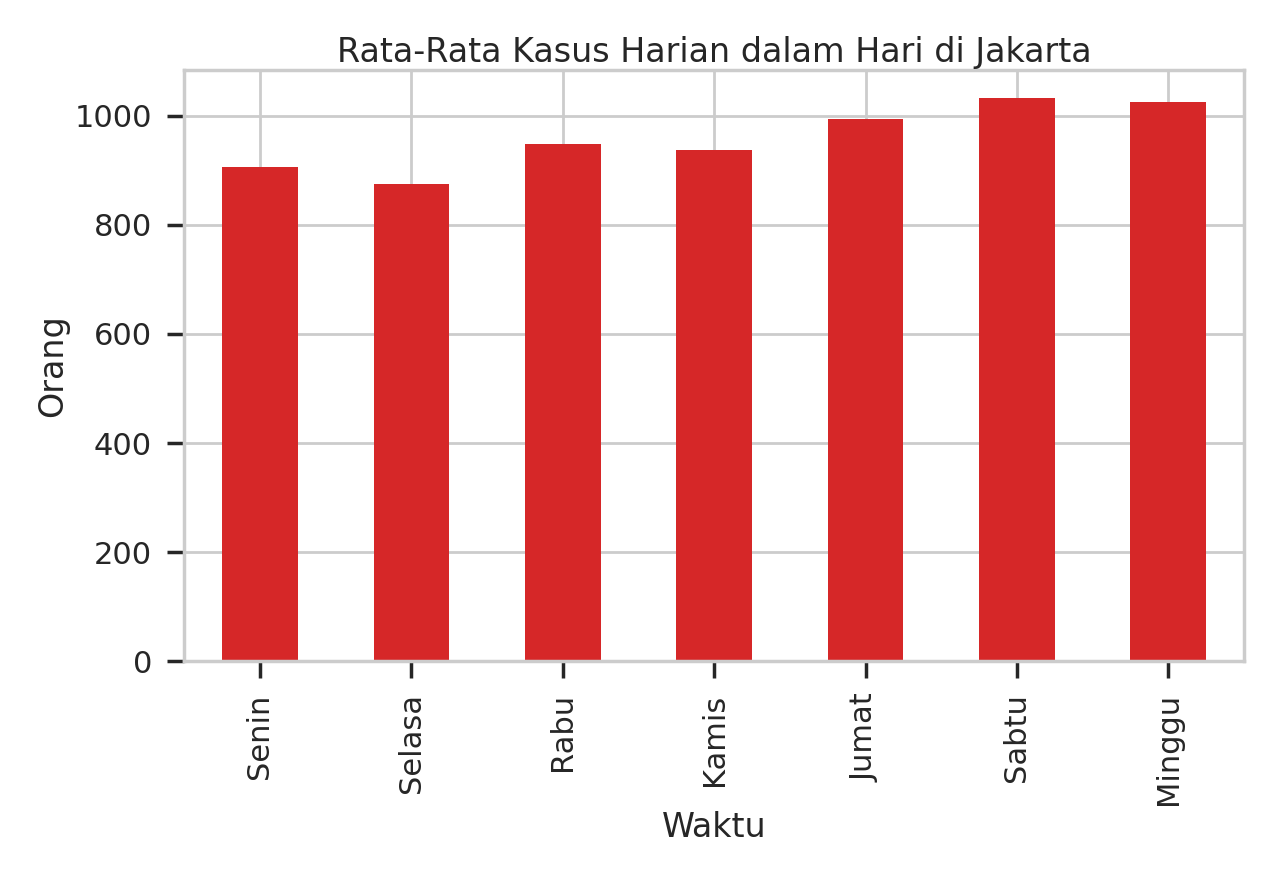 Rata-Rata Kasus Harian dalam Hari di Jakarta
1000
800
600
400
200
0
Orang
Senin
Selasa
Rabu
Kamis
Jumat
Sabtu
Minggu
Waktu